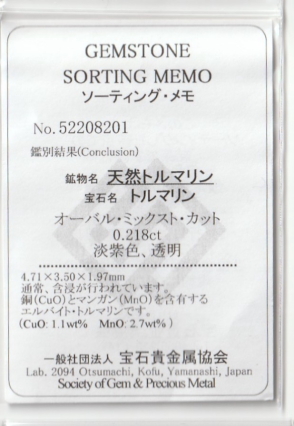 GEMSTONE
SORTING MEMO
ソーティング・メモ
No. 52208201
鑑別結果(Conclusion)
鉱物名 天然トルマリン
宝石名 トルマリン
オーバル・ミックスト・カット
0.218ct
淡紫色、透明
4.71×3.50×1.97mm
通常、含浸が行われています。
銅(CuO)とマンガン(MnO)を含有する
エルバイト・トルマリンです。
(CuO: 1.1wt% MnO: 2.7wt% )
一般社団法人 宝石貴金属協会
Lab. 2094 Otsumachi, Kofu, Yamanashi, Japan
Society of Gem & Precious Metal